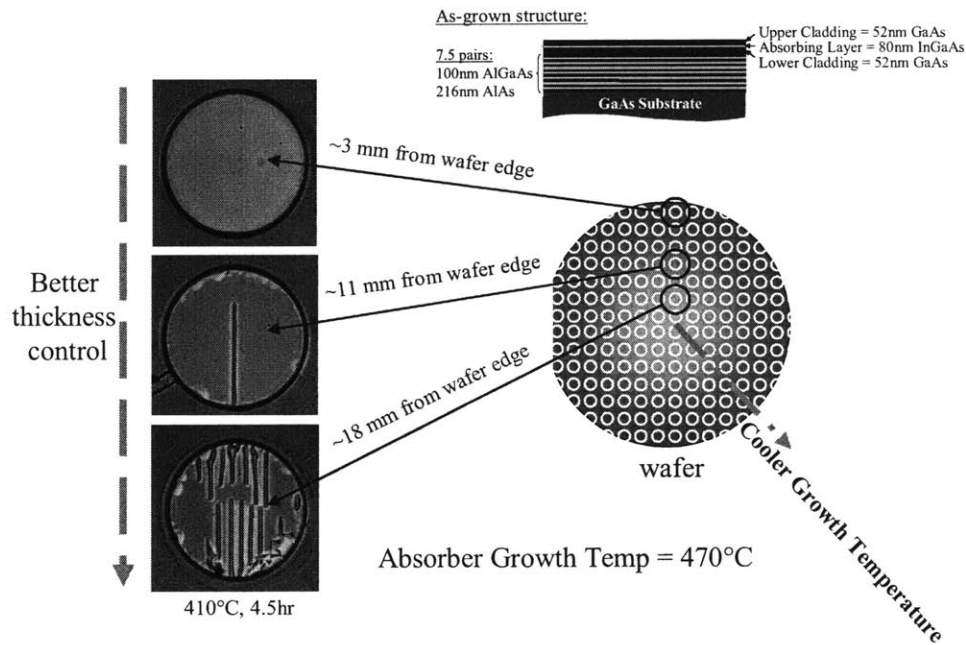 As-grown structure:
7.5 pairs:
100nm AlGaAs
216nm AlAs
Upper Cladding = 52nm GaAs
Absorbing Layer = 80nm InGaAs
Lower Cladding = 52nm GaAs
GaAs Substrate
~3 mm from wafer edge
~11 mm from wafer edge
~18 mm from wafer edge
Better
thickness
control
wafer
Cooler Growth Temperature
Absorber Growth Temp = 470°C
410°C, 4.5hr